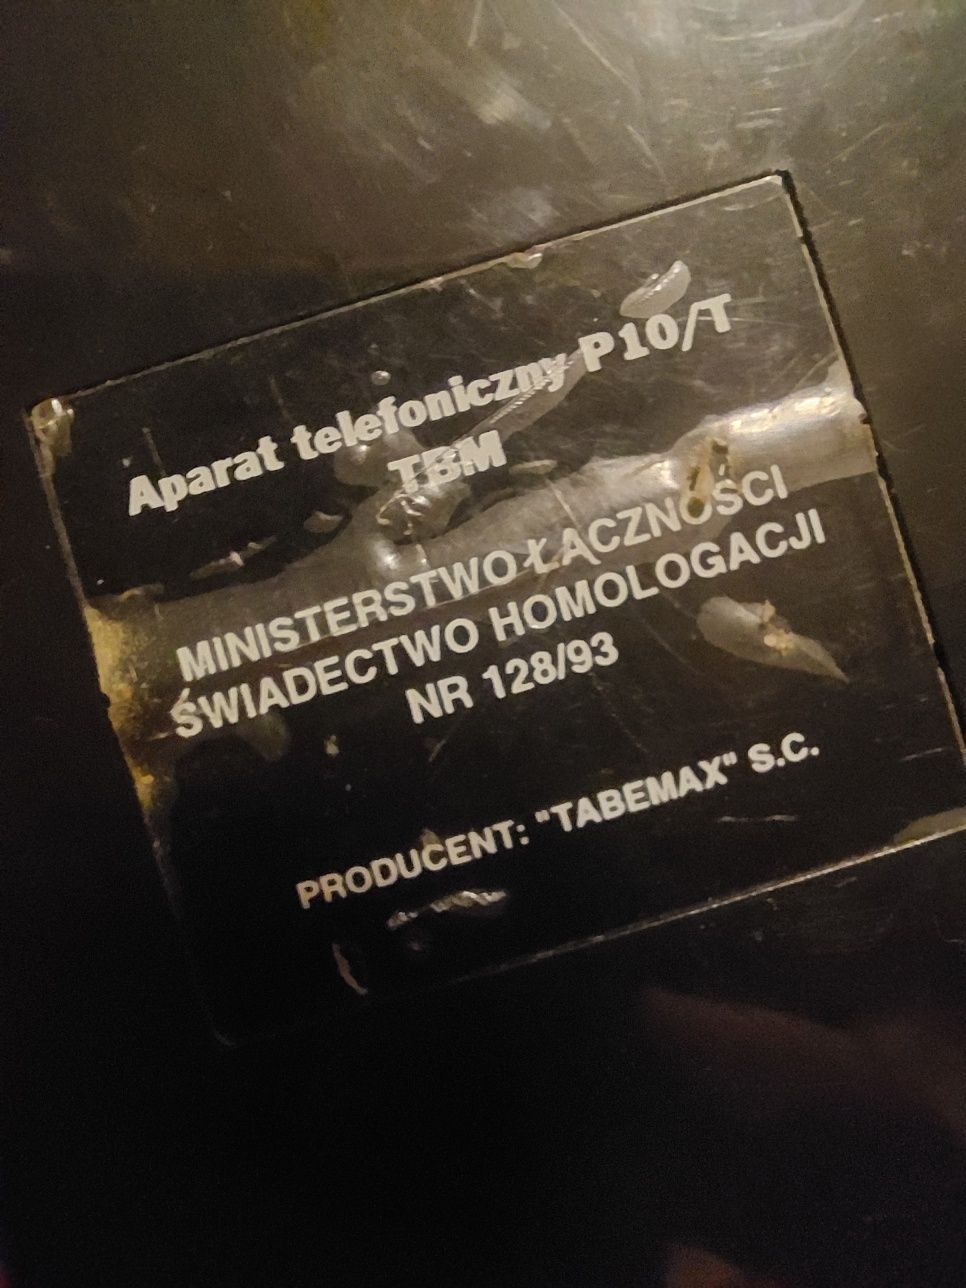 Aparat telefoniczny P10/T
TBM
MINISTERSTWO ŁĄCZNOŚCI
ŚWIADECTWO HOMOLOGACJI
NR 128/93
PRODUCENT: "TABEMAX" S.C.